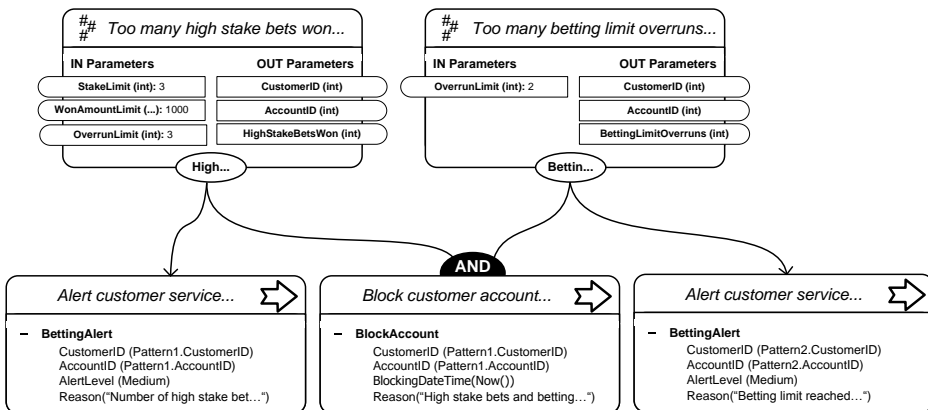 ## Too many high stake bets won...
#
IN Parameters OUT Parameters
StakeLimit (int): 3 CustomerID (int)
WonAmountLimit (...): 1000 AccountID (int)
OverrunLimit (int): 3 HighStakeBetsWon (int)
High...
## Too many betting limit overruns...
#
IN Parameters OUT Parameters
OverrunLimit (int): 2 CustomerID (int)
AccountID (int)
BettingLimitOverruns (int)
Bettin...
AND
Alert customer service...
– BettingAlert
CustomerID (Pattern1.CustomerID)
AccountID (Pattern1.AccountID)
AlertLevel (Medium)
Reason(“Number of high stake bet…“)
Block customer account...
– BlockAccount
CustomerID (Pattern1.CustomerID)
AccountID (Pattern1.AccountID)
BlockingDateTime(Now())
Reason(“High stake bets and betting…“)
Alert customer service...
– BettingAlert
CustomerID (Pattern2.CustomerID)
AccountID (Pattern2.AccountID)
AlertLevel (Medium)
Reason(“Betting limit reached…“)